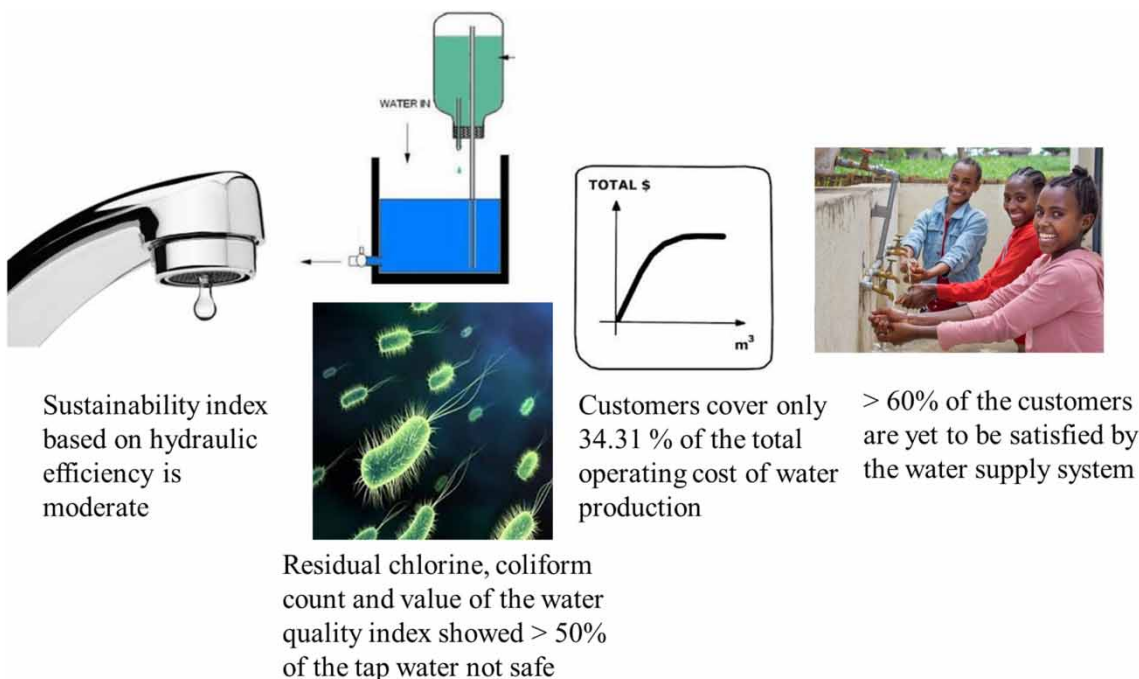 WATER IN
TOTAL $
m³
Sustainability index
based on hydraulic
efficiency is
moderate
Residual chlorine, coliform
count and value of the water
quality index showed > 50%
of the tap water not safe
Customers cover only
34.31 % of the total
operating cost of water
production
> 60% of the customers
are yet to be satisfied by
the water supply system